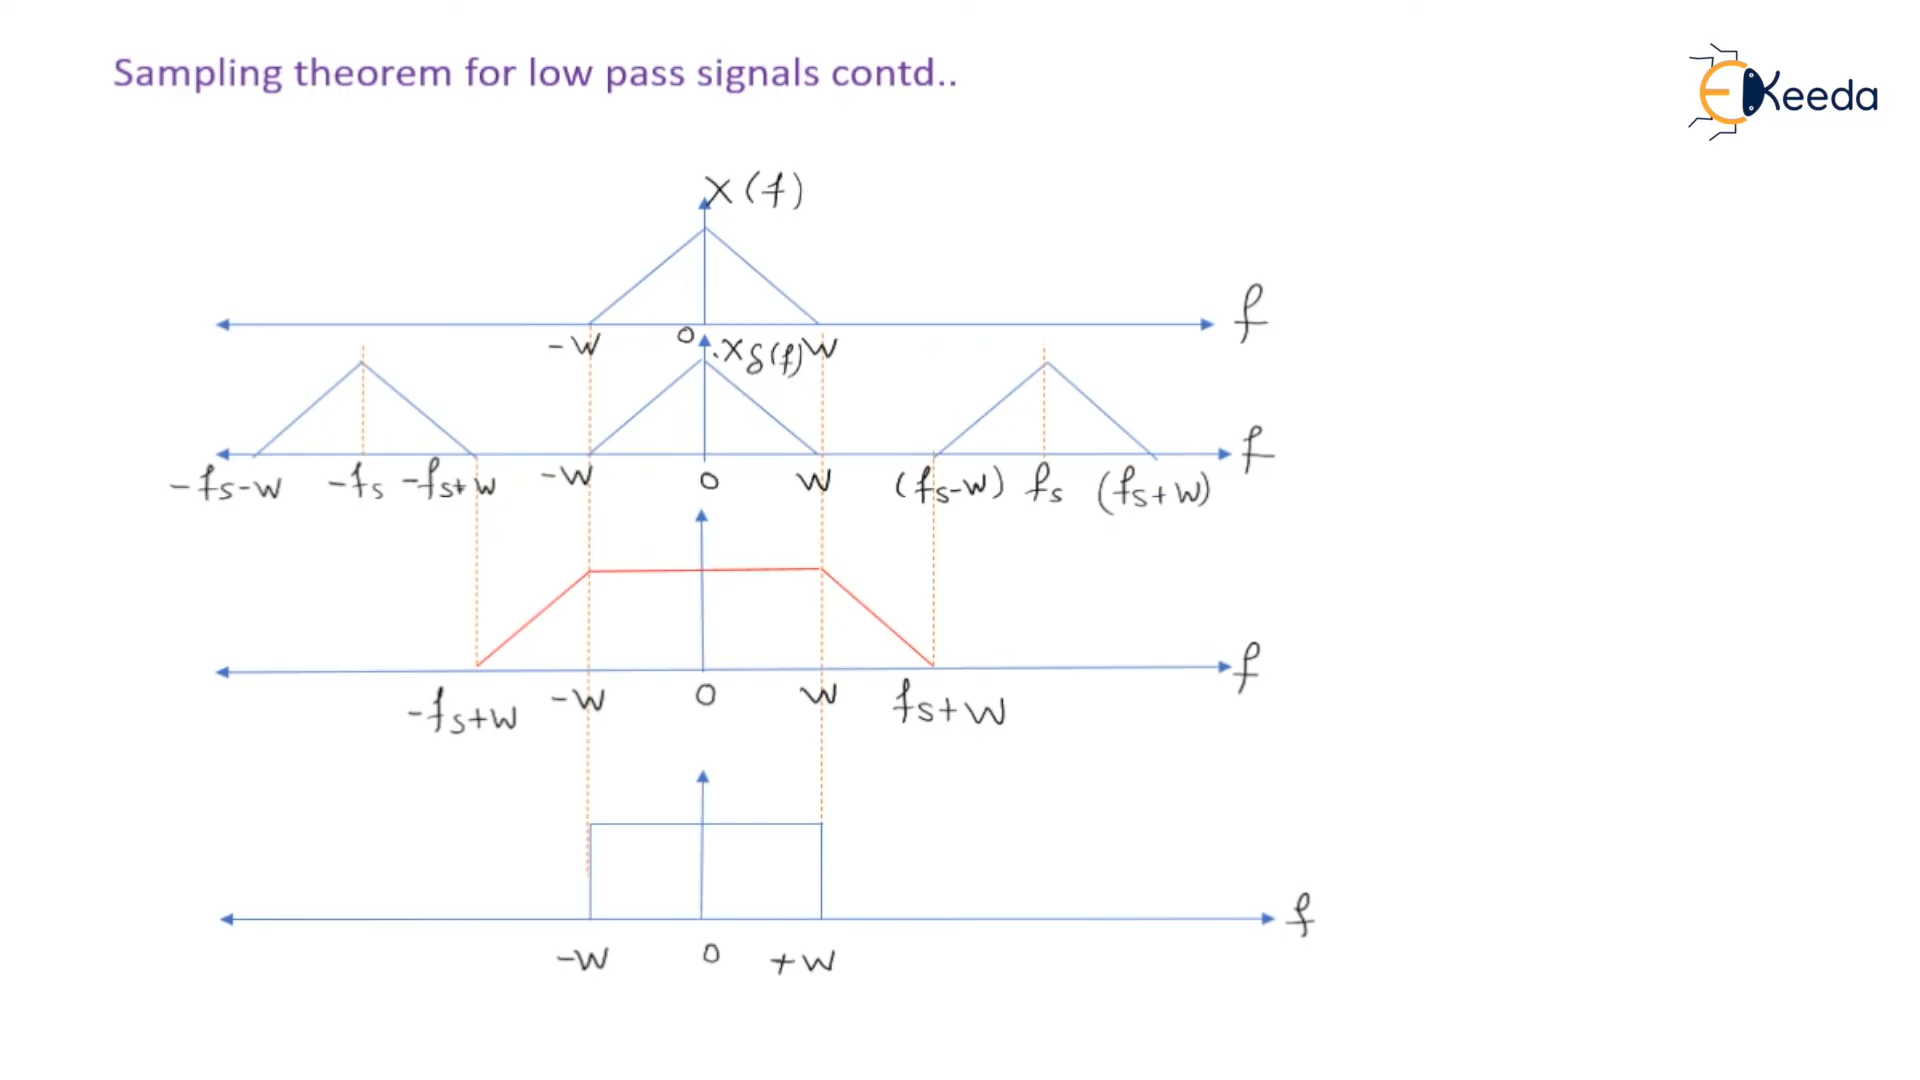 Sampling theorem for low pass signals contd..
EKeeda
X(f)
f
-W 0 W
Xδ(f)
f
-fs-w -fs -fs+w -W 0 W (fs-w) fs (fs+w)
f
-fs+w -W 0 W fs+w
f
-W 0 +W